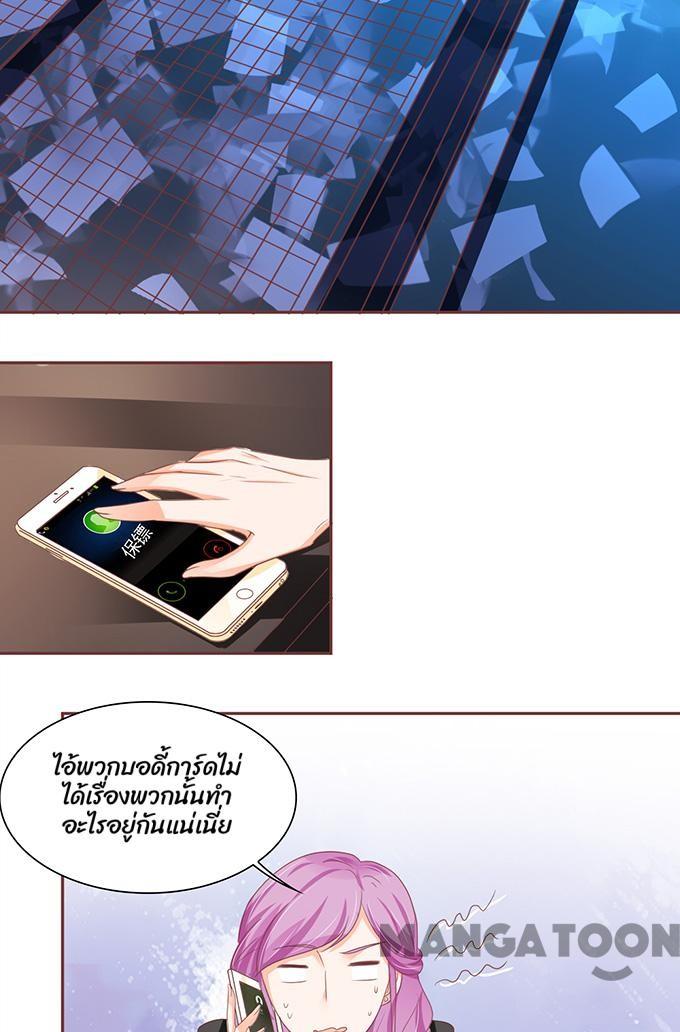 保镖
ไอ้พวกบอดี้การ์ดไม่
ได้เรื่องพวกนั้นทำ
อะไรอยู่กันแน่เนี่ย
MANGATOON